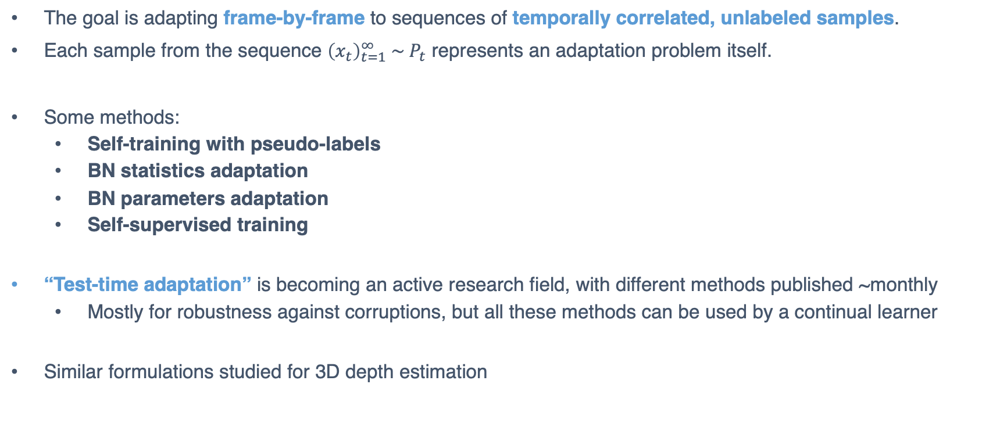 • The goal is adapting frame-by-frame to sequences of temporally correlated, unlabeled samples.
• Each sample from the sequence $(x_t)_{t=1}^{\infty} \sim P_t$ represents an adaptation problem itself.
• Some methods:
• Self-training with pseudo-labels
• BN statistics adaptation
• BN parameters adaptation
• Self-supervised training
• “Test-time adaptation” is becoming an active research field, with different methods published ~monthly
• Mostly for robustness against corruptions, but all these methods can be used by a continual learner
• Similar formulations studied for 3D depth estimation